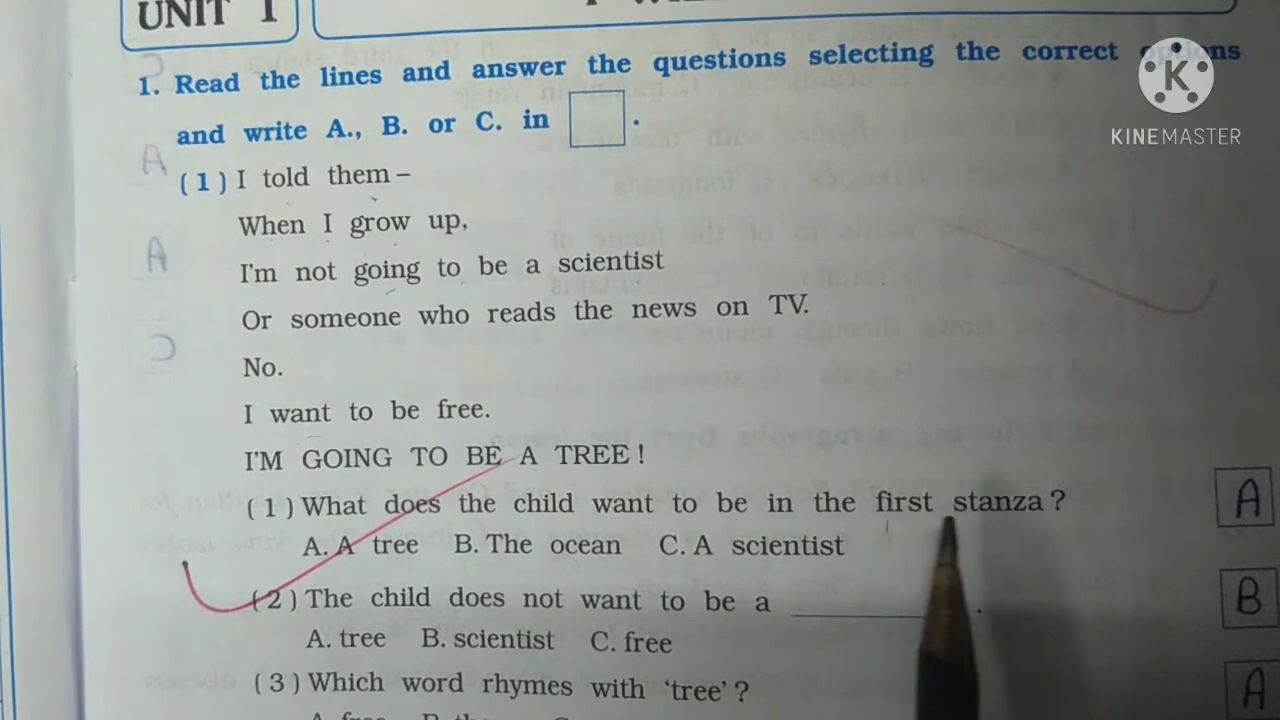 UNIT 1
1. Read the lines and answer the questions selecting the correct
and write A., B. or C. in .
KINEMASTER
(1) I told them –
When I grow up,
I'm not going to be a scientist
Or someone who reads the news on TV.
No.
I want to be free.
I'M GOING TO BE A TREE!
(1) What does the child want to be in the first stanza? A
A. A tree B. The ocean C. A scientist
(2) The child does not want to be a ________. B
A. tree B. scientist C. free
(3) Which word rhymes with 'tree'? A
A. free B.